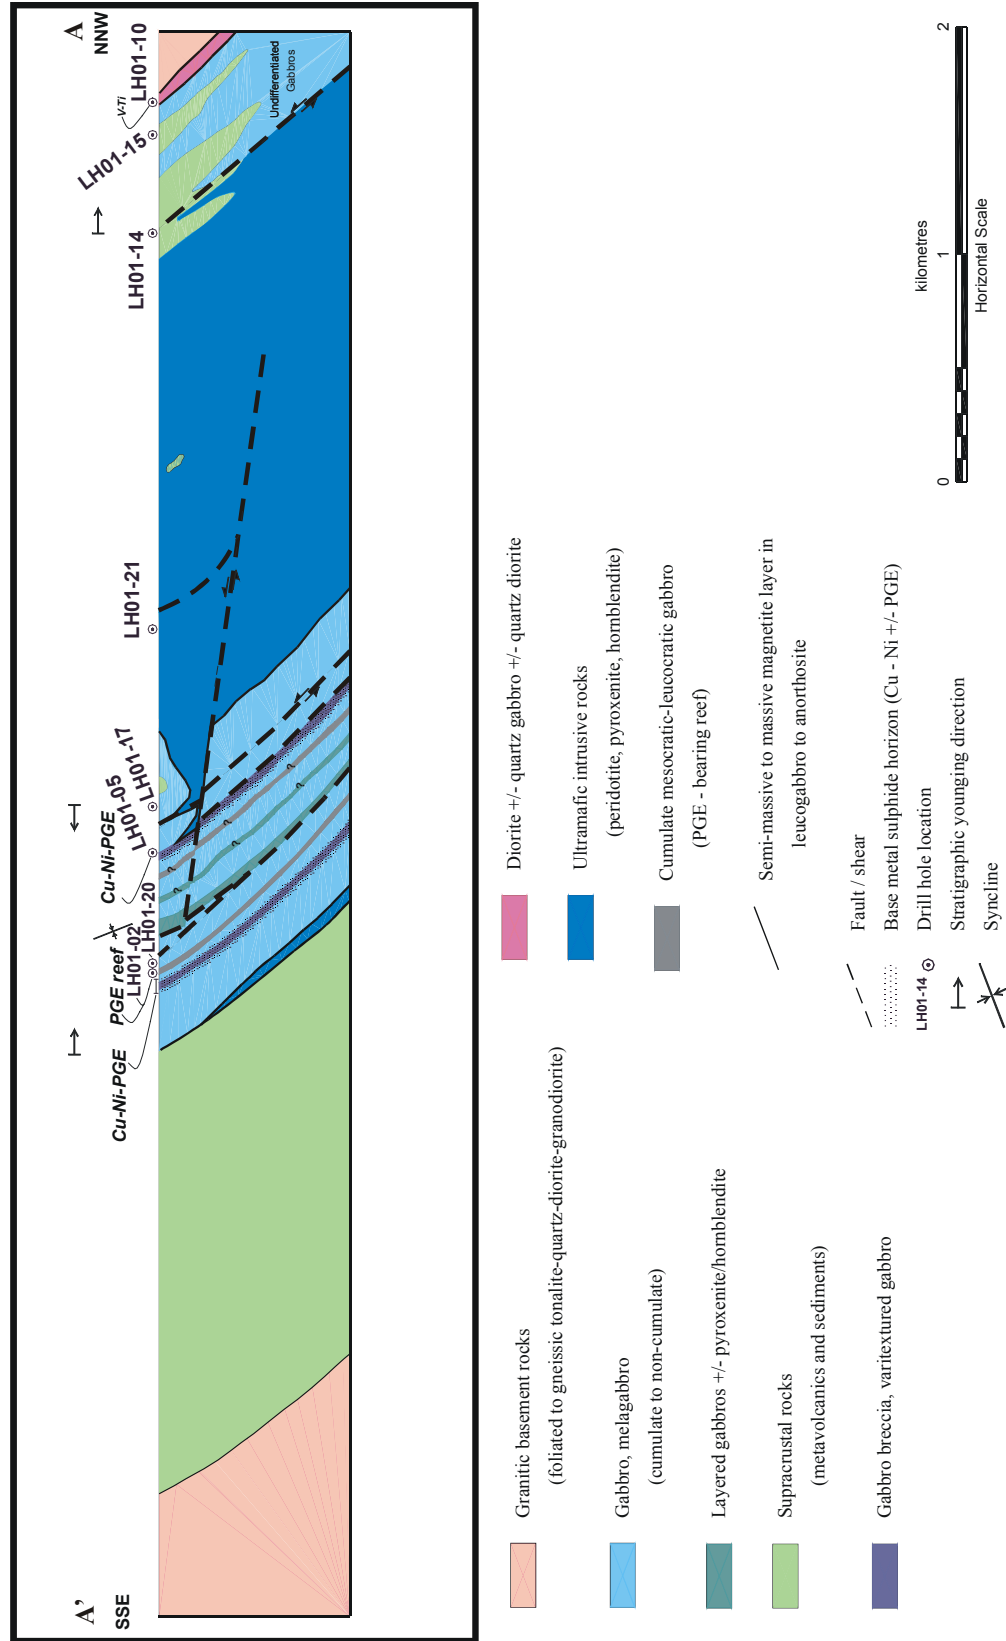 A'
SSE
A
NNW
Cu-Ni-PGE
PGE reef
LH01-02
LH01-20
Cu-Ni-PGE
LH01-05
LH01-17
LH01-21
LH01-14
LH01-15
V-Ti
LH01-10
Undifferentiated
Gabbros
?
?
?
?
?
?
Granitic basement rocks
(foliated to gneissic tonalite-quartz-diorite-granodiorite)
Gabbro, melagabbro
(cumulate to non-cumulate)
Layered gabbros +/- pyroxenite/hornblendite
Supracrustal rocks
(metavolcanics and sediments)
Gabbro breccia, varitextured gabbro
Diorite +/- quartz gabbro +/- quartz diorite
Ultramafic intrusive rocks
(peridotite, pyroxenite, hornblendite)
Cumulate mesocratic-leucocratic gabbro
(PGE - bearing reef)
Semi-massive to massive magnetite layer in
leucogabbro to anorthosite
Fault / shear
Base metal sulphide horizon (Cu - Ni +/- PGE)
LH01-14
Drill hole location
Stratigraphic younging direction
Syncline
kilometres
0
1
2
Horizontal Scale